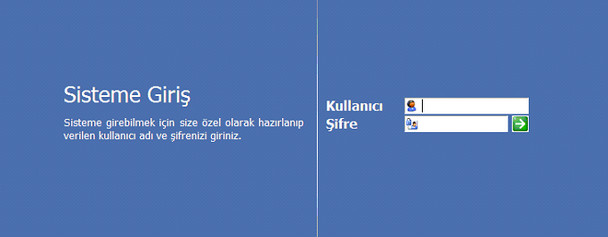 Sisteme Giriş
Sisteme girebilmek için size özel olarak hazırlanıp
verilen kullanıcı adı ve şifrenizi giriniz.
Kullanıcı
Şifre